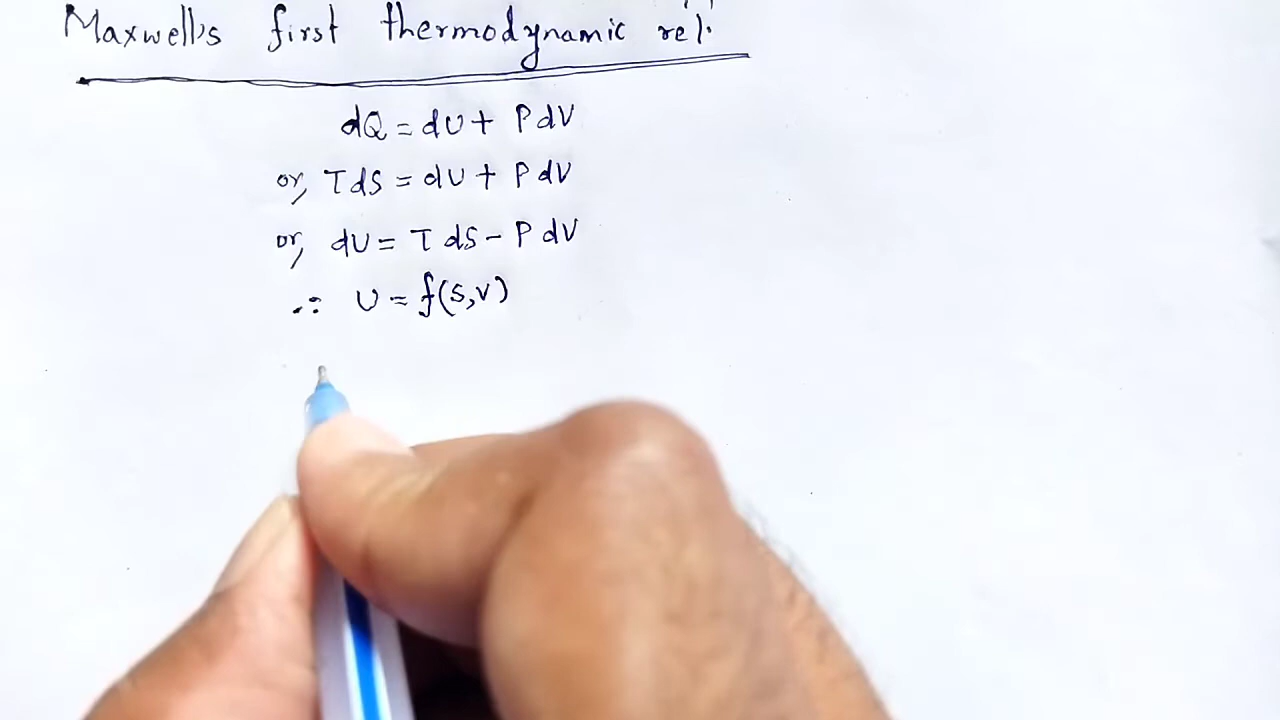 Maxwell's first thermodynamic rel.
dQ = dU + PdV
or, TdS = dU + PdV
or, dU = TdS - PdV
∴ U = f(S,V)